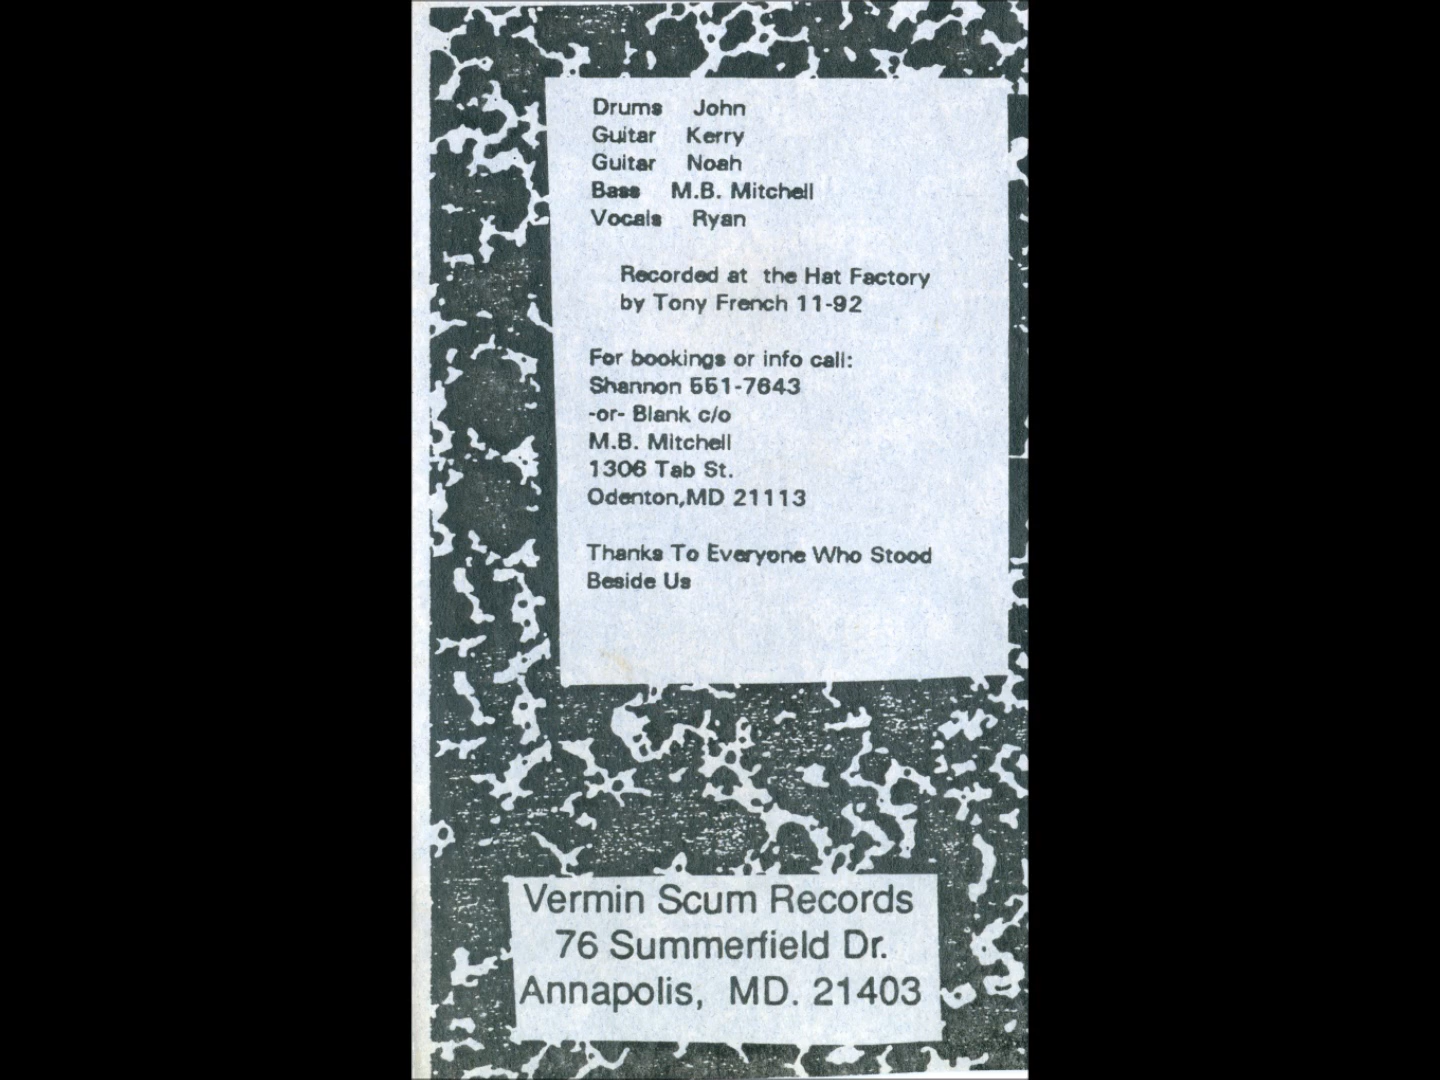 Drums John
Guitar Kerry
Guitar Noah
Bass M.B. Mitchell
Vocals Ryan
Recorded at the Hat Factory
by Tony French 11-92
For bookings or info call:
Shannon 551-7643
-or- Blank c/o
M.B. Mitchell
1306 Tab St.
Odenton,MD 21113
Thanks To Everyone Who Stood
Beside Us
Vermin Scum Records
76 Summerfield Dr.
Annapolis, MD. 21403